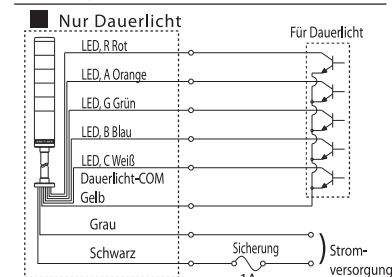 Nur Dauerlicht
Für Dauerlicht
LED, R Rot
LED, A Orange
LED, G Grün
LED, B Blau
LED, C Weiß
Dauerlicht-COM
Gelb
Grau
Schwarz
Sicherung
1A
Strom-
versorgung